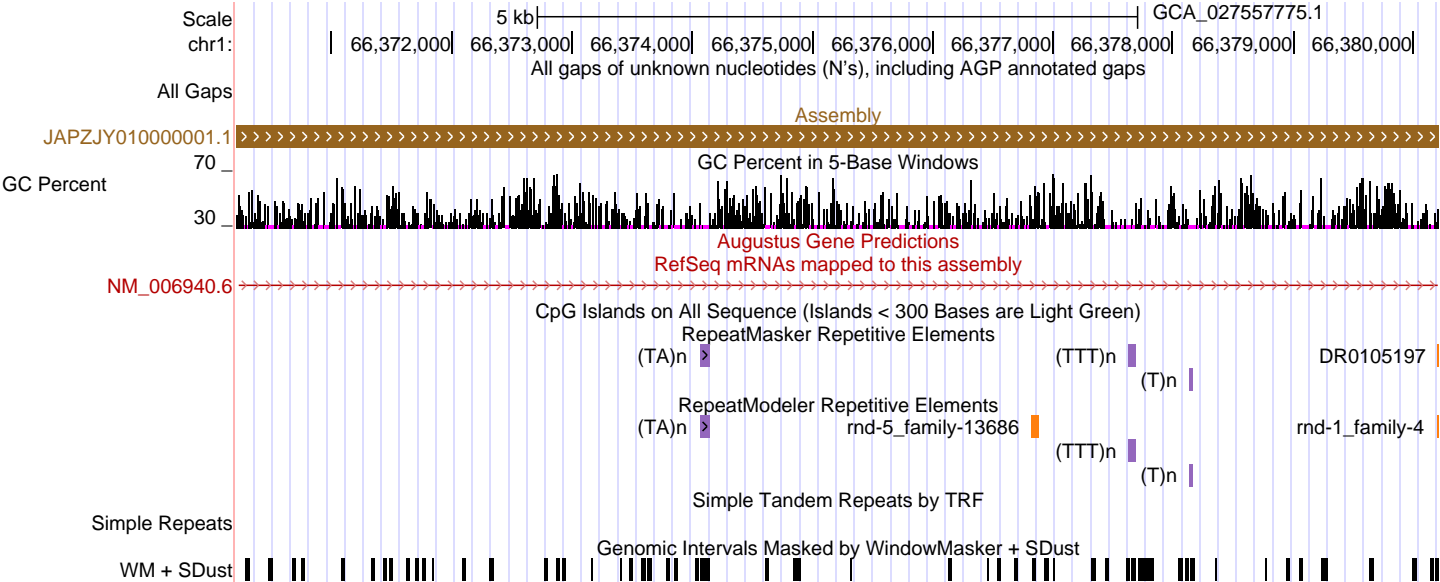 Scale 5 kb GCA_027557775.1
chr1: 66,372,000 66,373,000 66,374,000 66,375,000 66,376,000 66,377,000 66,378,000 66,379,000 66,380,000
All gaps of unknown nucleotides (N's), including AGP annotated gaps
All Gaps
Assembly
JAPZJY010000001.1
70 _ GC Percent in 5-Base Windows
GC Percent
30 _
Augustus Gene Predictions
RefSeq mRNAs mapped to this assembly
NM_006940.6
CpG Islands on All Sequence (Islands < 300 Bases are Light Green)
RepeatMasker Repetitive Elements
(TA)n (TTT)n DR0105197
(T)n
RepeatModeler Repetitive Elements
(TA)n rnd-5_family-13686 rnd-1_family-4
(TTT)n
(T)n
Simple Tandem Repeats by TRF
Simple Repeats
Genomic Intervals Masked by WindowMasker + SDust
WM + SDust